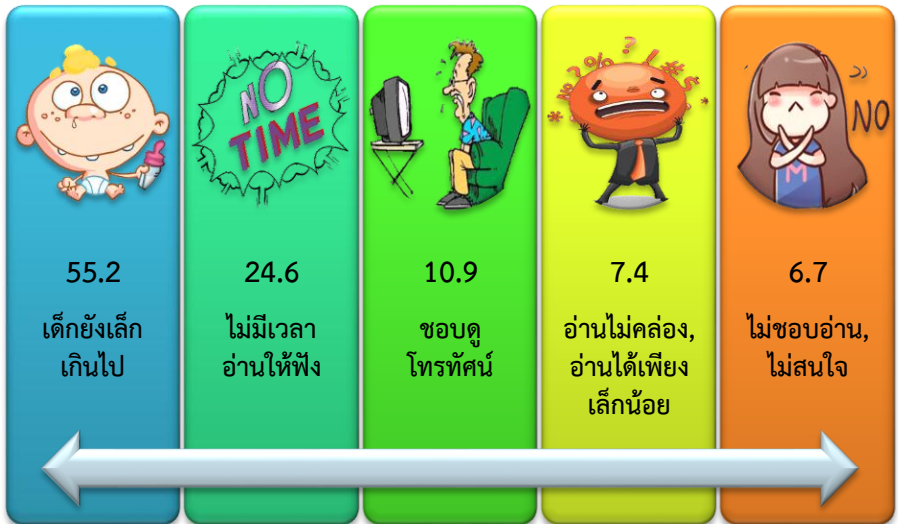 NO
TIME
?
%
?
!
#
$
*
NO
M
55.2
เด็กยังเล็ก
เกินไป
24.6
ไม่มีเวลา
อ่านให้ฟัง
10.9
ชอบดู
โทรทัศน์
7.4
อ่านไม่คล่อง,
อ่านได้เพียง
เล็กน้อย
6.7
ไม่ชอบอ่าน,
ไม่สนใจ